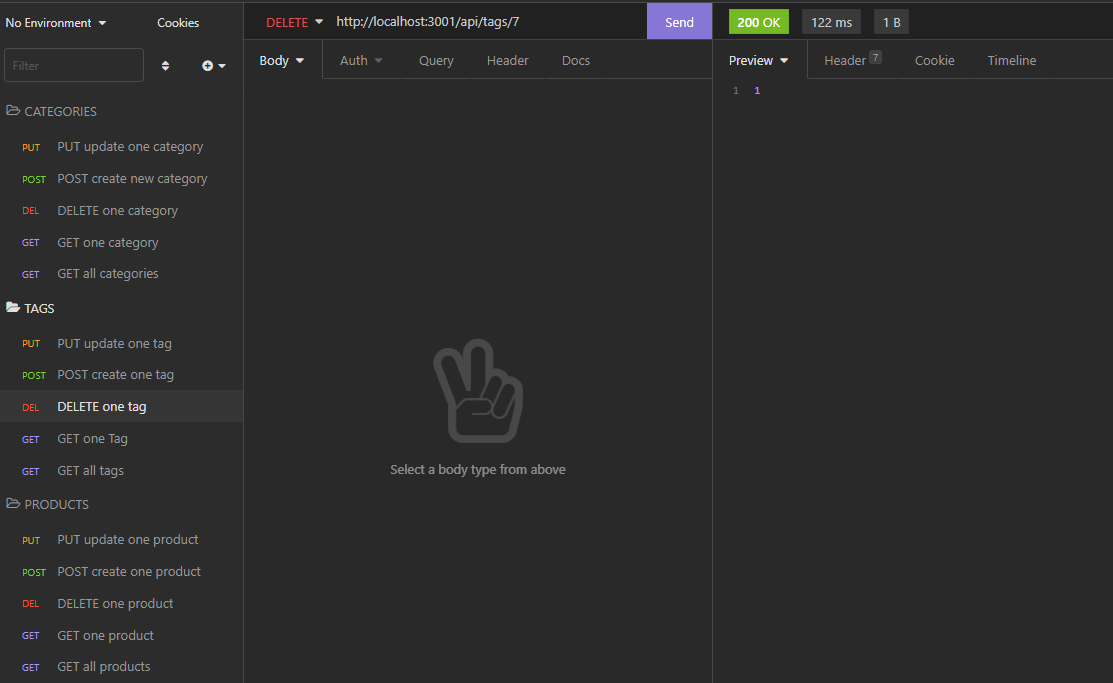 No Environment
Cookies
Filter
CATEGORIES
PUT PUT update one category
POST POST create new category
DEL DELETE one category
GET GET one category
GET GET all categories
TAGS
PUT PUT update one tag
POST POST create one tag
DEL DELETE one tag
GET GET one Tag
GET GET all tags
PRODUCTS
PUT PUT update one product
POST POST create one product
DEL DELETE one product
GET GET one product
GET GET all products
DELETE http://localhost:3001/api/tags/7 Send
Body Auth Query Header Docs
Select a body type from above
200 OK 122 ms 1 B
Preview Header 7 Cookie Timeline
1 1